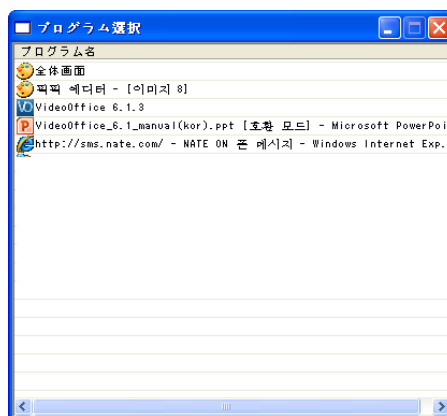 プログラム選択
プログラム名
全体画面
픽픽 에디터 - [이미지 8]
VideoOffice 6.1.3
VideoOffice_6.1_manual(kor).ppt [호환 모드] - Microsoft PowerPoi
http://sms.nate.com/ - NATE ON 폰 메시지 - Windows Internet Exp.